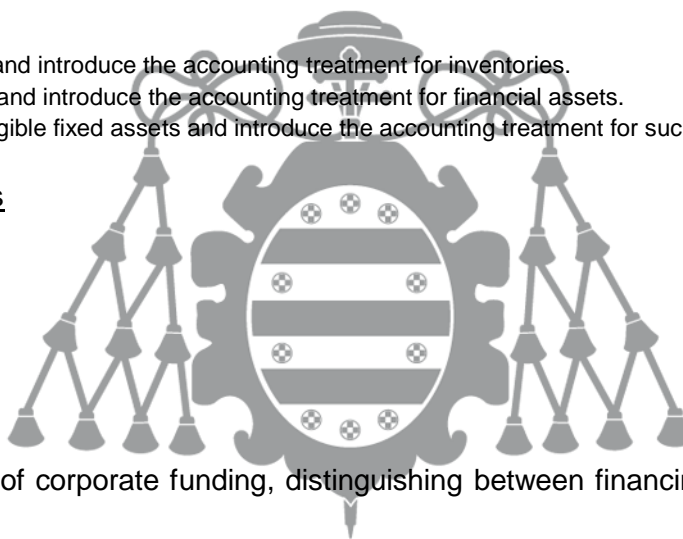 and introduce the accounting treatment for inventories.
and introduce the accounting treatment for financial assets.
gible fixed assets and introduce the accounting treatment for suc
s
of corporate funding, distinguishing between financin